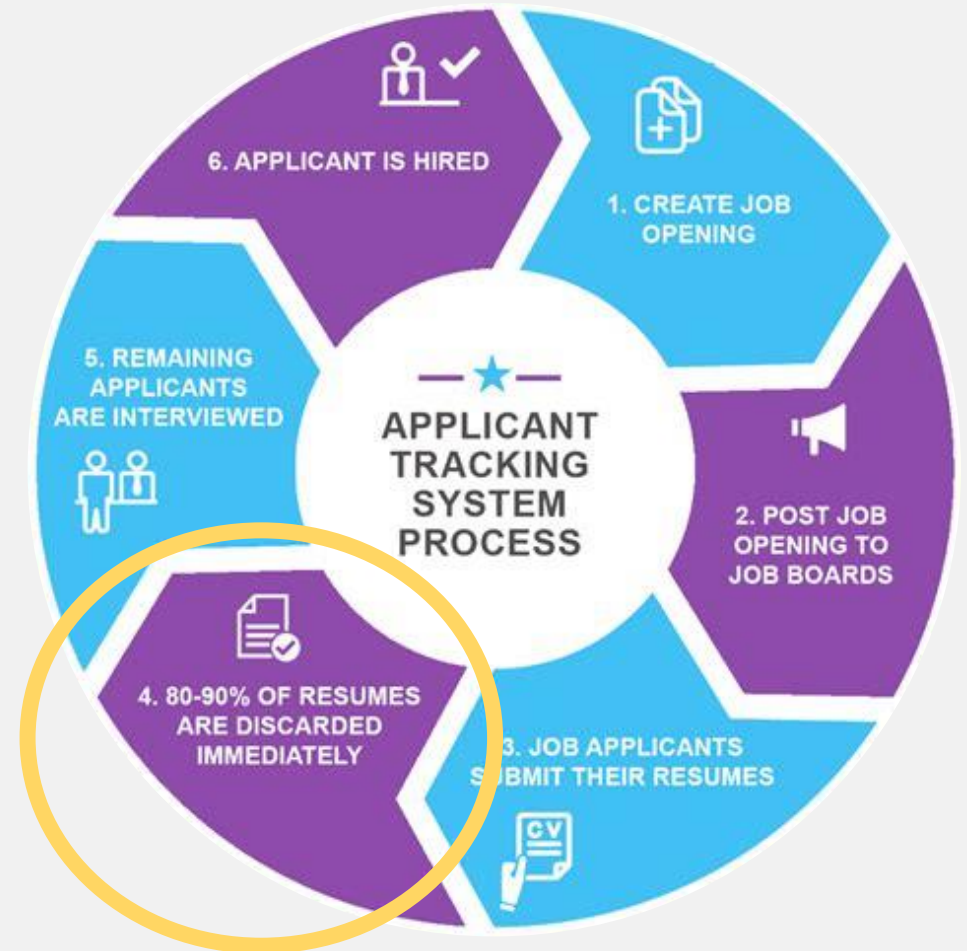 APPLICANT
TRACKING
SYSTEM
PROCESS
1. CREATE JOB
OPENING
2. POST JOB
OPENING TO
JOB BOARDS
3. JOB APPLICANTS
SUBMIT THEIR RESUMES
CV
4. 80-90% OF RESUMES
ARE DISCARDED
IMMEDIATELY
5. REMAINING
APPLICANTS
ARE INTERVIEWED
6. APPLICANT IS HIRED